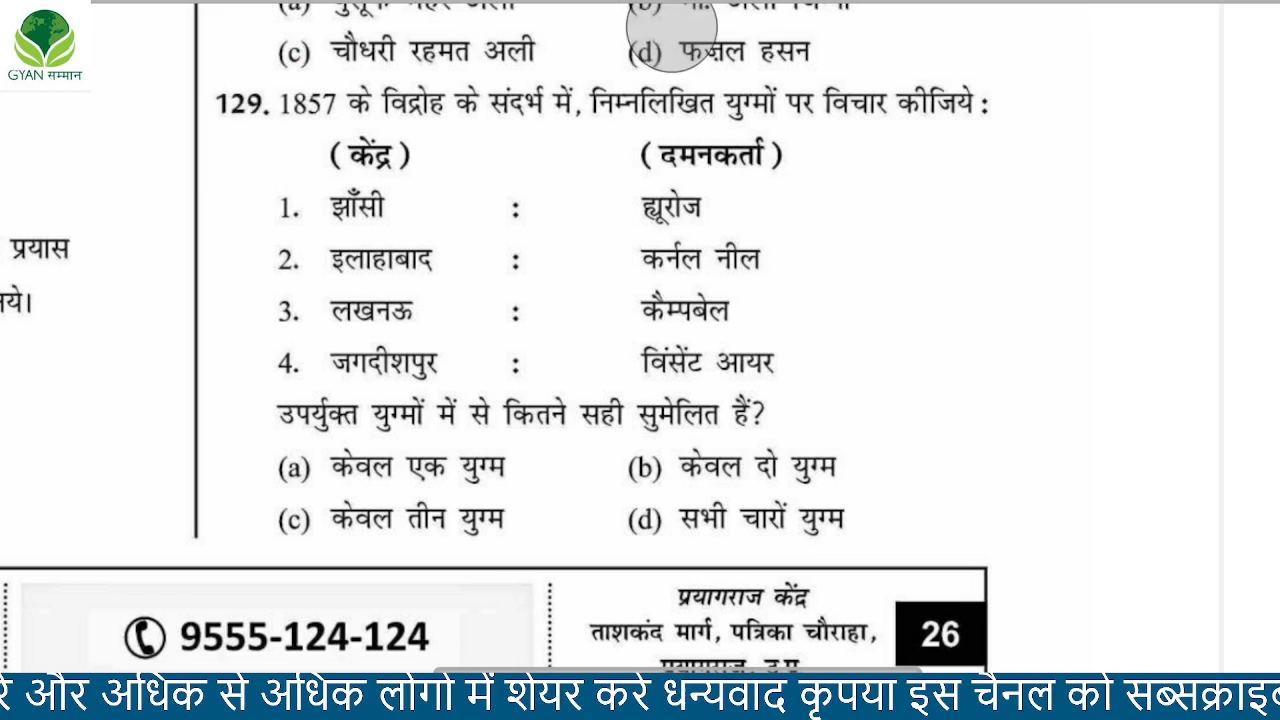 GYAN सम्मान
(c) चौधरी रहमत अली (d) फज़ल हसन
129. 1857 के विद्रोह के संदर्भ में, निम्नलिखित युग्मों पर विचार कीजिये :
(केंद्र) (दमनकर्ता)
1. झाँसी : ह्यूरोज
प्रयास
2. इलाहाबाद : कर्नल नील
3. लखनऊ : कैम्पबेल
4. जगदीशपुर : विंसेंट आयर
उपर्युक्त युग्मों में से कितने सही सुमेलित हैं?
(a) केवल एक युग्म (b) केवल दो युग्म
(c) केवल तीन युग्म (d) सभी चारों युग्म
9555-124-124
प्रयागराज केंद्र
ताशकंद मार्ग, पत्रिका चौराहा,
26
और अधिक से अधिक लोगो में शेयर करे धन्यवाद कृपया इस चैनल को